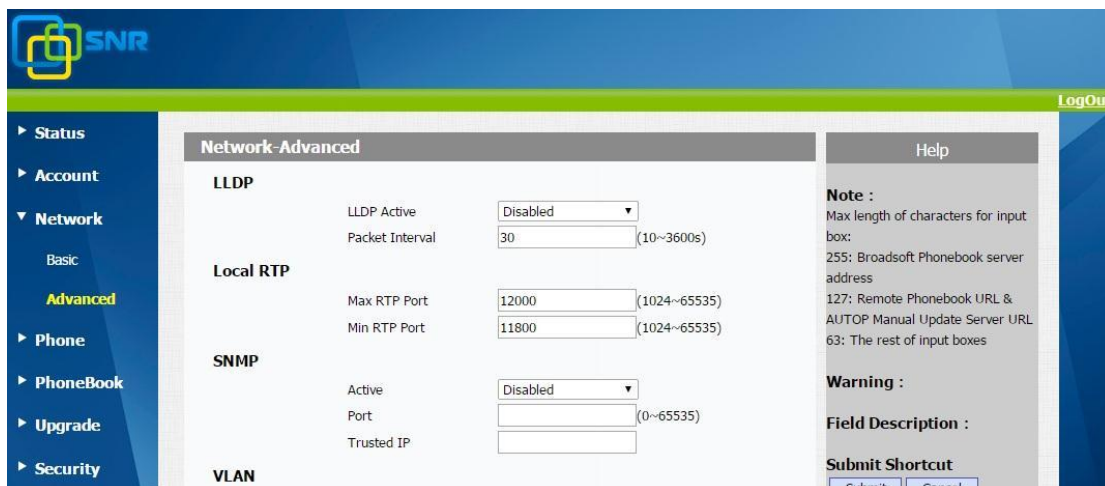 SNR
LogOu
Status
Account
Network
Basic
Advanced
Phone
PhoneBook
Upgrade
Security
Network-Advanced
LLDP
LLDP Active Disabled
Packet Interval 30 (10~3600s)
Local RTP
Max RTP Port 12000 (1024~65535)
Min RTP Port 11800 (1024~65535)
SNMP
Active Disabled
Port (0~65535)
Trusted IP
VLAN
Help
Note :
Max length of characters for input
box:
255: Broadsoft Phonebook server
address
127: Remote Phonebook URL &
AUTOP Manual Update Server URL
63: The rest of input boxes
Warning :
Field Description :
Submit Shortcut
Submit Cancel